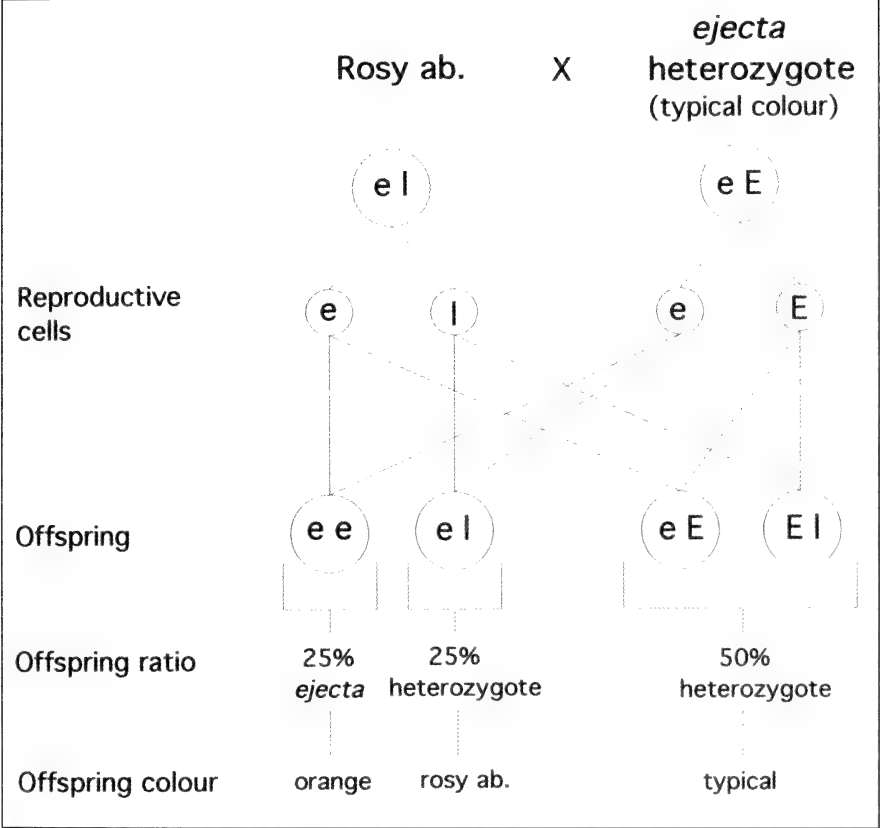 ejecta
Rosy ab. X heterozygote
(typical colour)
e I e E
Reproductive
cells
e I e E
Offspring
e e e I e E E I
Offspring ratio
25% 25% 50%
ejecta heterozygote heterozygote
Offspring colour orange rosy ab. typical